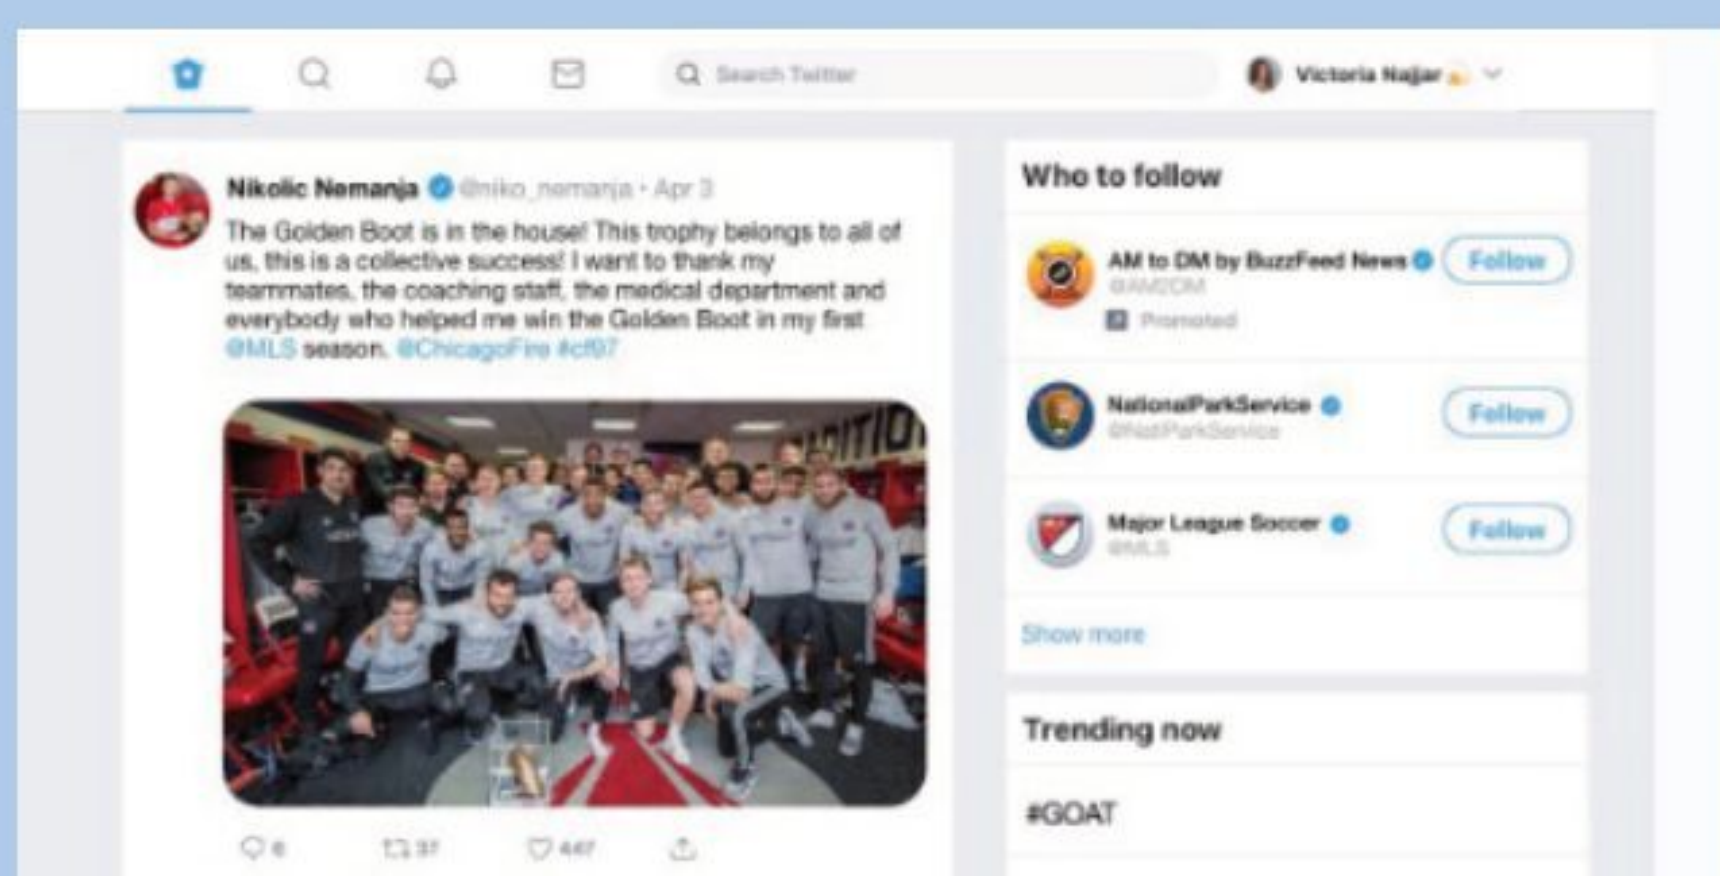 Search Twitter
Victoria Najjar
Nikolic Nemanja @niko_nemanja • Apr 3
The Golden Boot is in the house! This trophy belongs to all of
us, this is a collective success! I want to thank my
teammates, the coaching staff, the medical department and
everybody who helped me win the Golden Boot in my first
@MLS season. @ChicagoFire #cf97
6 37 447
Who to follow
AM to DM by BuzzFeed News Follow
@AM2DM
Promoted
NationalParkService Follow
@NatlParkService
Major League Soccer Follow
@MLS
Show more
Trending now
#GOAT